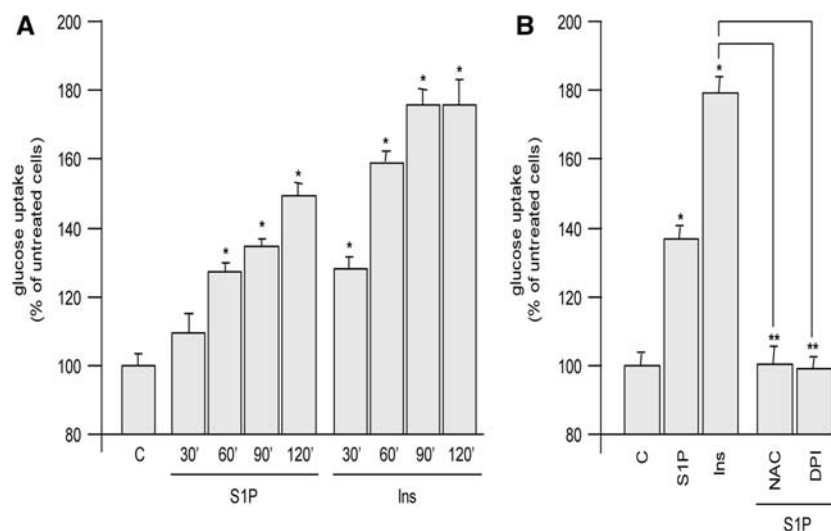 A
glucose uptake
(% of untreated cells)
200
180
160
140
120
100
80
*
*
*
*
*
*
*
C
30'
60'
90'
120'
30'
60'
90'
120'
S1P
Ins
B
glucose uptake
(% of untreated cells)
200
180
160
140
120
100
80
*
*
**
**
C
S1P
Ins
NAC
DPI
S1P